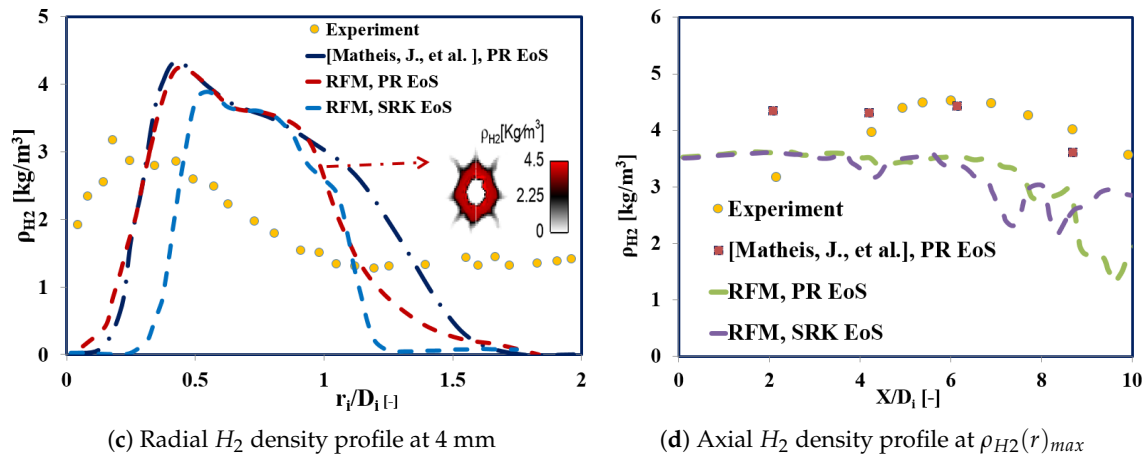 5
4
3
2
1
0
ρH2 [kg/m³]
0
0.5
1
1.5
2
ri/Di [-]
Experiment
[Matheis, J., et al. ], PR EoS
RFM, PR EoS
RFM, SRK EoS
ρH2[Kg/m³]
4.5
2.25
0
(c) Radial H2 density profile at 4 mm
6
5
4
3
2
1
0
ρH2 [kg/m³]
0
2
4
6
8
10
X/Di [-]
Experiment
[Matheis, J., et al.], PR EoS
RFM, PR EoS
RFM, SRK EoS
(d) Axial H2 density profile at ρH2(r)max